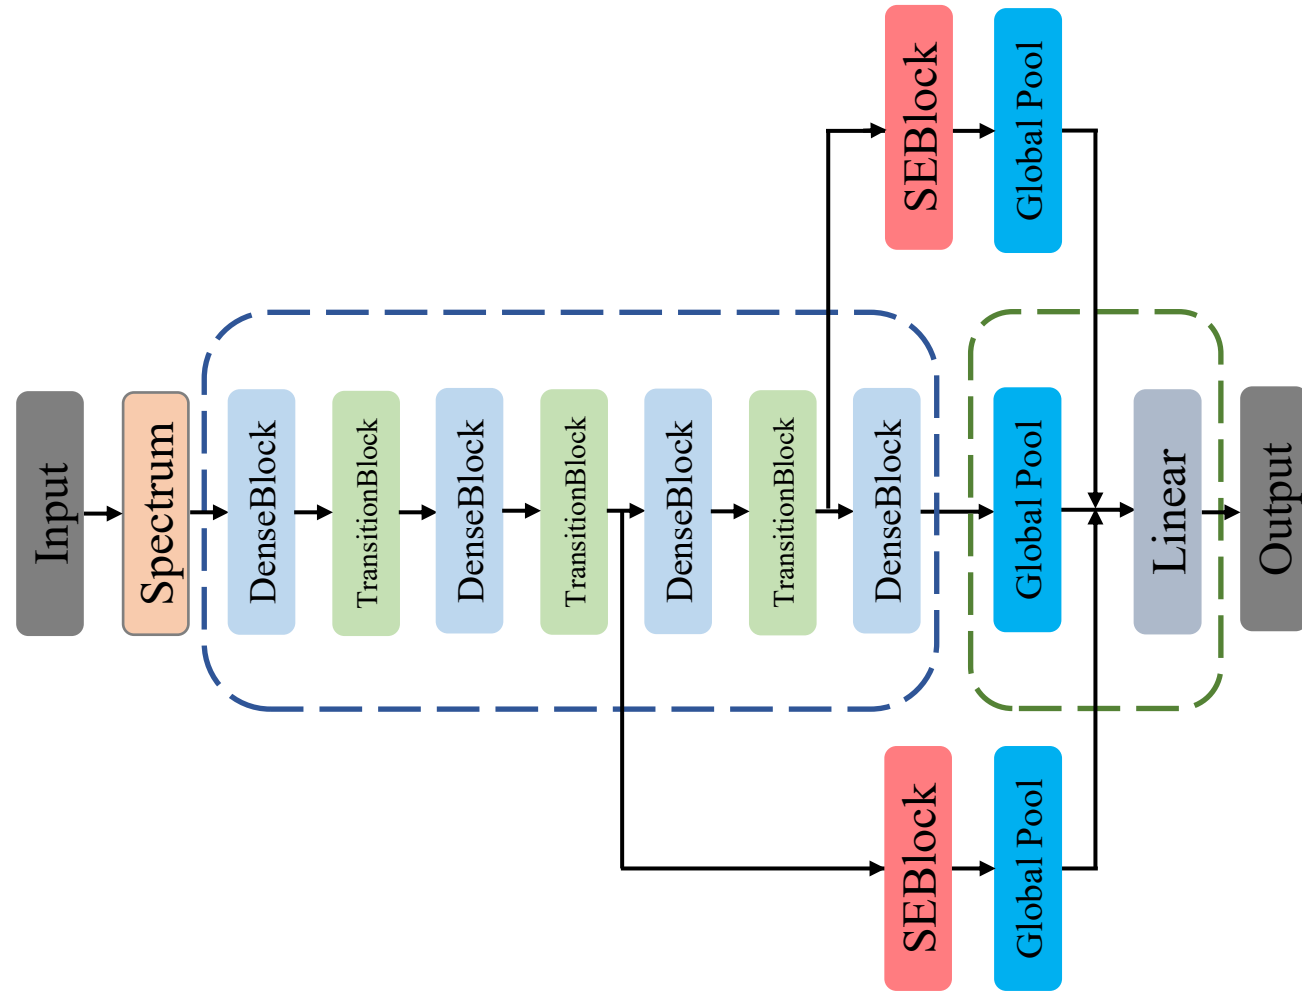 SEBlock
Global Pool
Input
Spectrum
DenseBlock
TransitionBlock
DenseBlock
TransitionBlock
DenseBlock
TransitionBlock
DenseBlock
Global Pool
Linear
Output
SEBlock
Global Pool